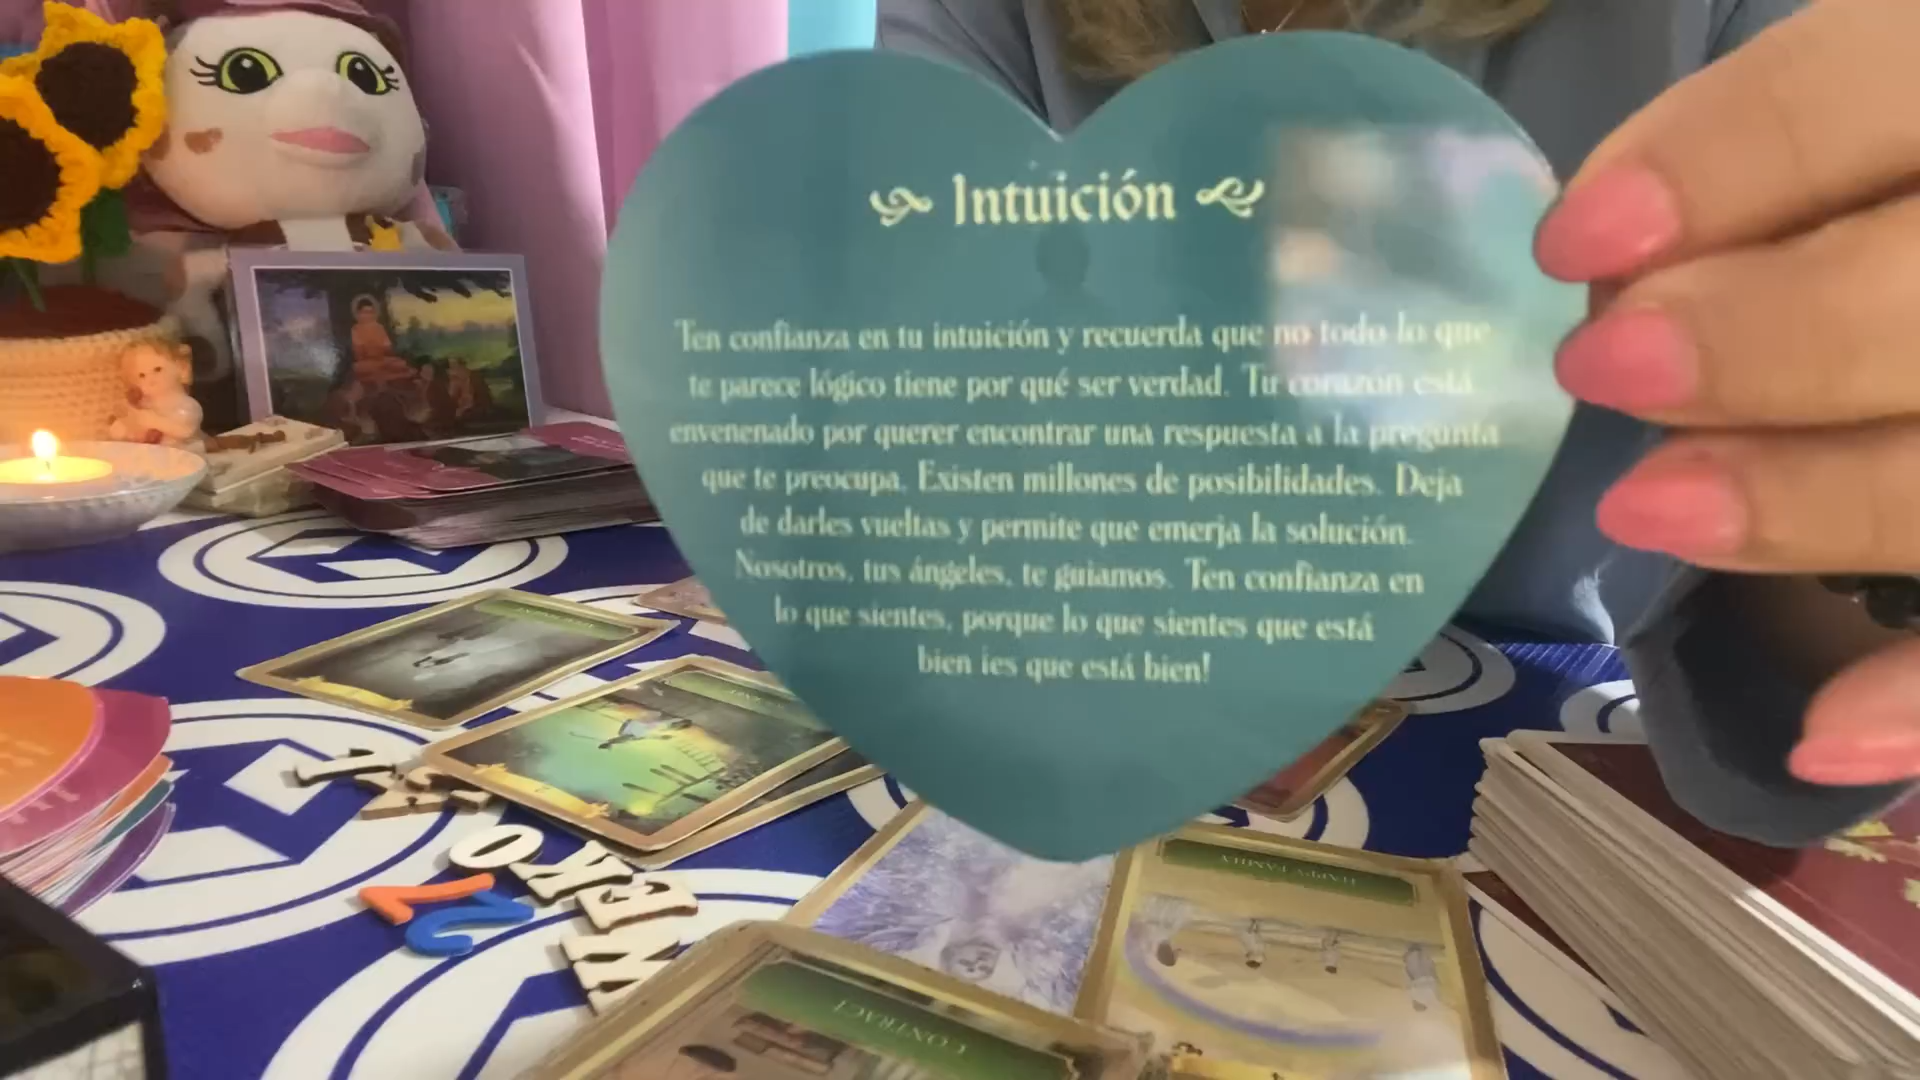 Intuición
Ten confianza en tu intuición y recuerda que no todo lo que
te parece lógico tiene por qué ser verdad. Tu corazón está
envenenado por querer encontrar una respuesta a la pregunta
que te preocupa. Existen millones de posibilidades. Deja
de darles vueltas y permite que emerja la solución.
Nosotros, tus ángeles, te guiamos. Ten confianza en
lo que sientes, porque lo que sientes que está
bien ¡es que está bien!
HAPPY FAMILY
CONTRACT